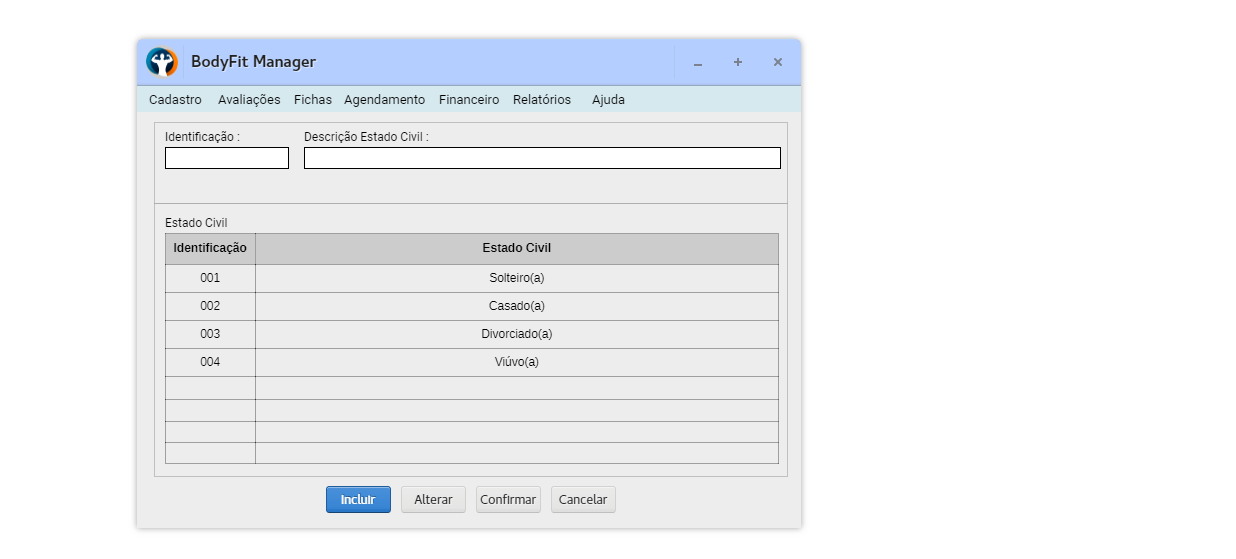 BodyFit Manager
Cadastro Avaliações Fichas Agendamento Financeiro Relatórios Ajuda
Identificação : Descrição Estado Civil :
Estado Civil
Identificação Estado Civil
001 Solteiro(a)
002 Casado(a)
003 Divorciado(a)
004 Viúvo(a)
Incluir Alterar Confirmar Cancelar